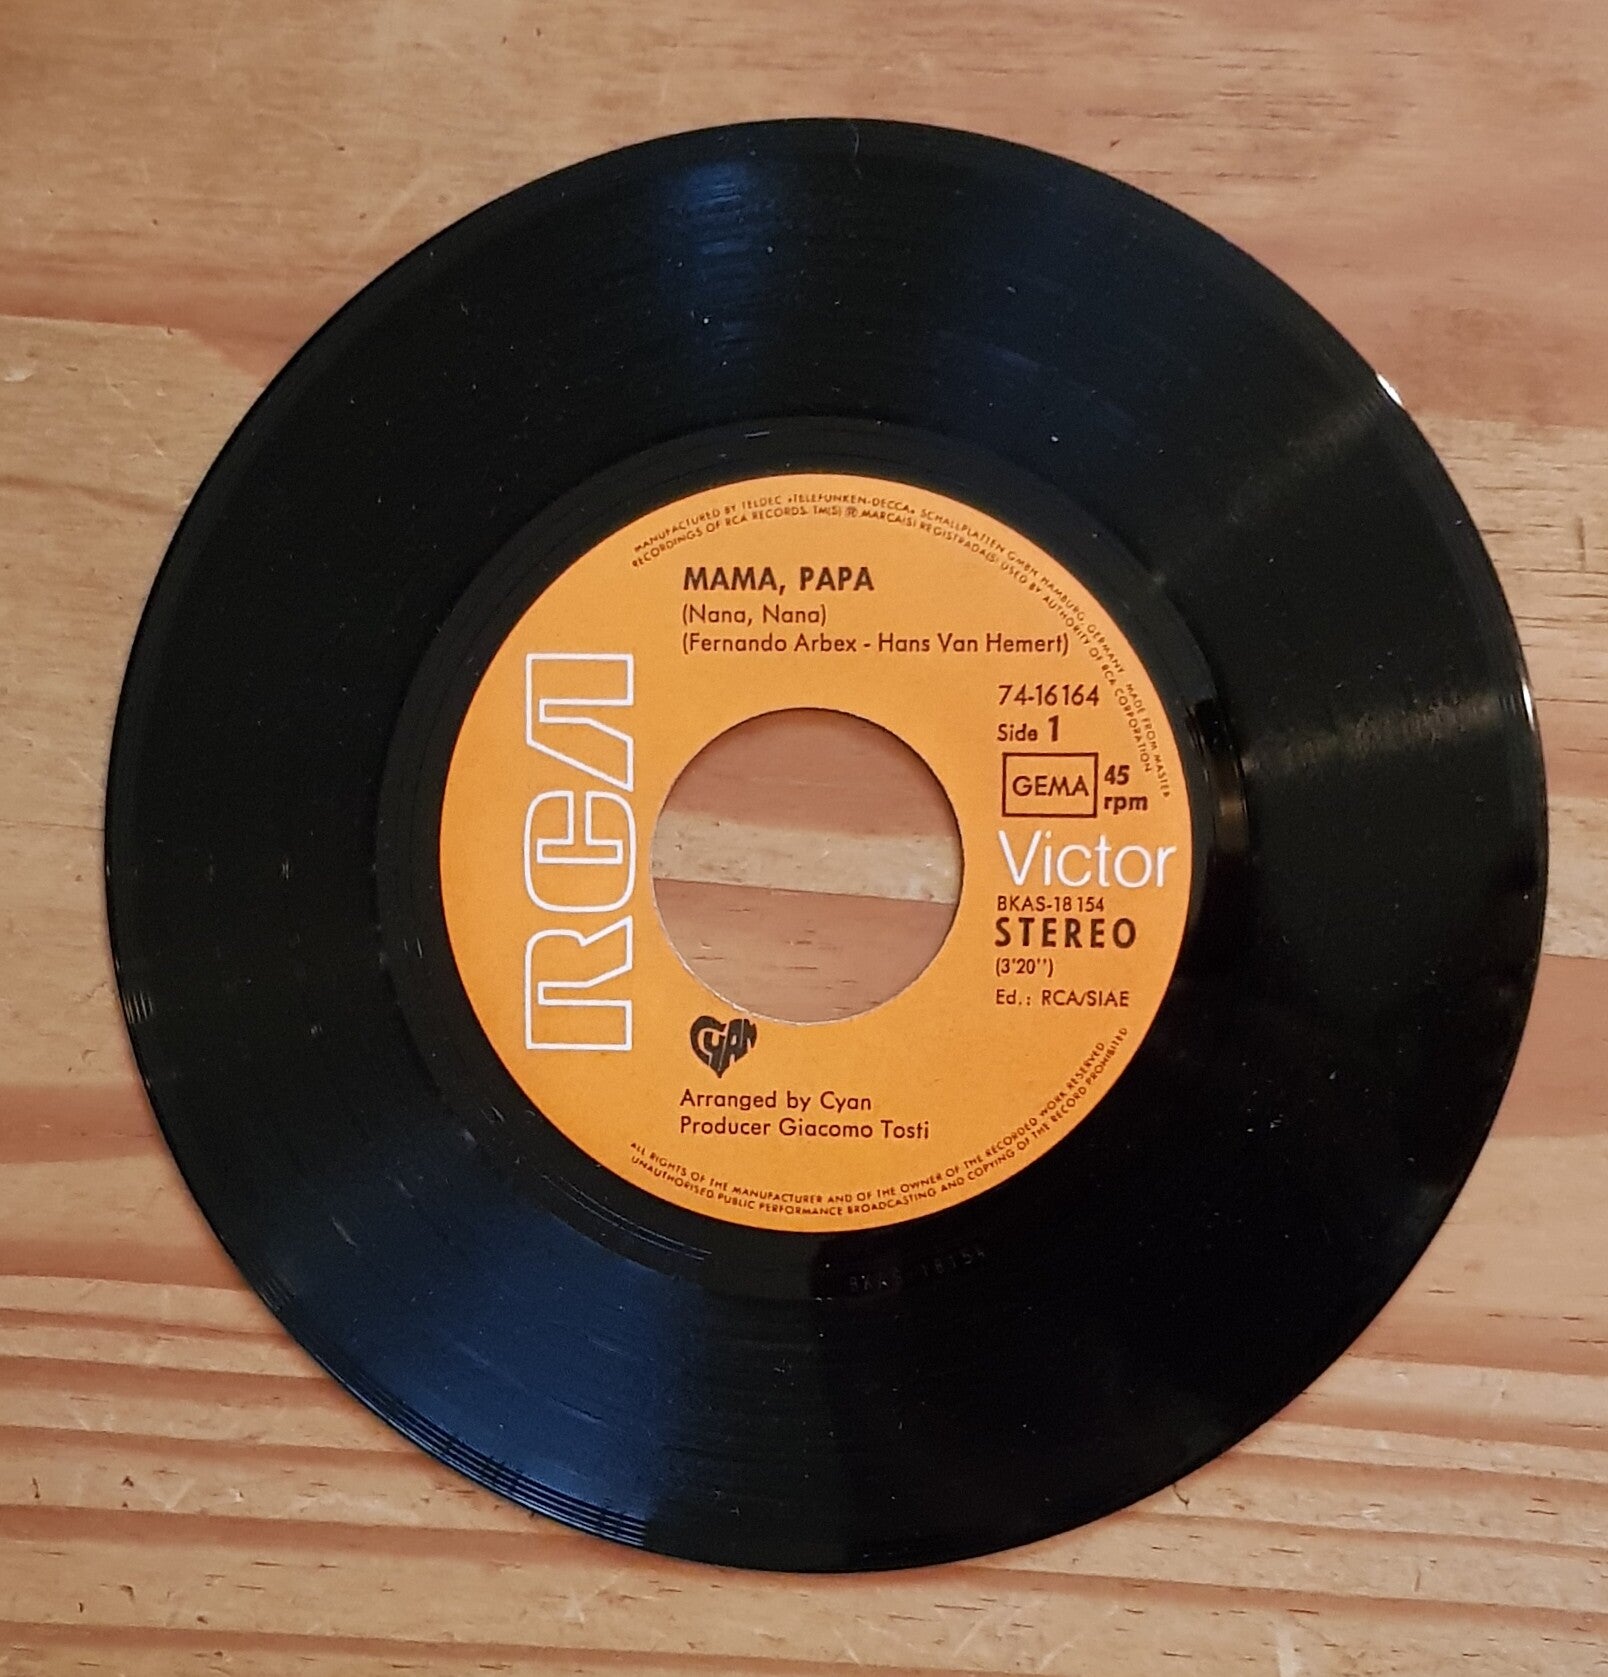 MANUFACTURED BY TELDEC »TELEFUNKEN-DECCA« SCHALLPLATTEN GMBH, HAMBURG, GERMANY, MADE FROM MASTER
RECORDINGS OF RCA RECORDS. TM(S) ® MARCA(S) REGISTRADA(S) USED BY AUTHORITY OF RCA CORPORATION
MAMA, PAPA
(Nana, Nana)
(Fernando Arbex - Hans Van Hemert)
RCA
74-16164
Side 1
GEMA 45 rpm
Victor
BKAS-18154
STEREO
(3'20'')
Ed.: RCA/SIAE
CYAN
Arranged by Cyan
Producer Giacomo Tosti
ALL RIGHTS OF THE MANUFACTURER AND OF THE OWNER OF THE RECORDED WORK RESERVED
UNAUTHORISED PUBLIC PERFORMANCE BROADCASTING AND COPYING OF THE RECORD PROHIBITED
BKAS-18154